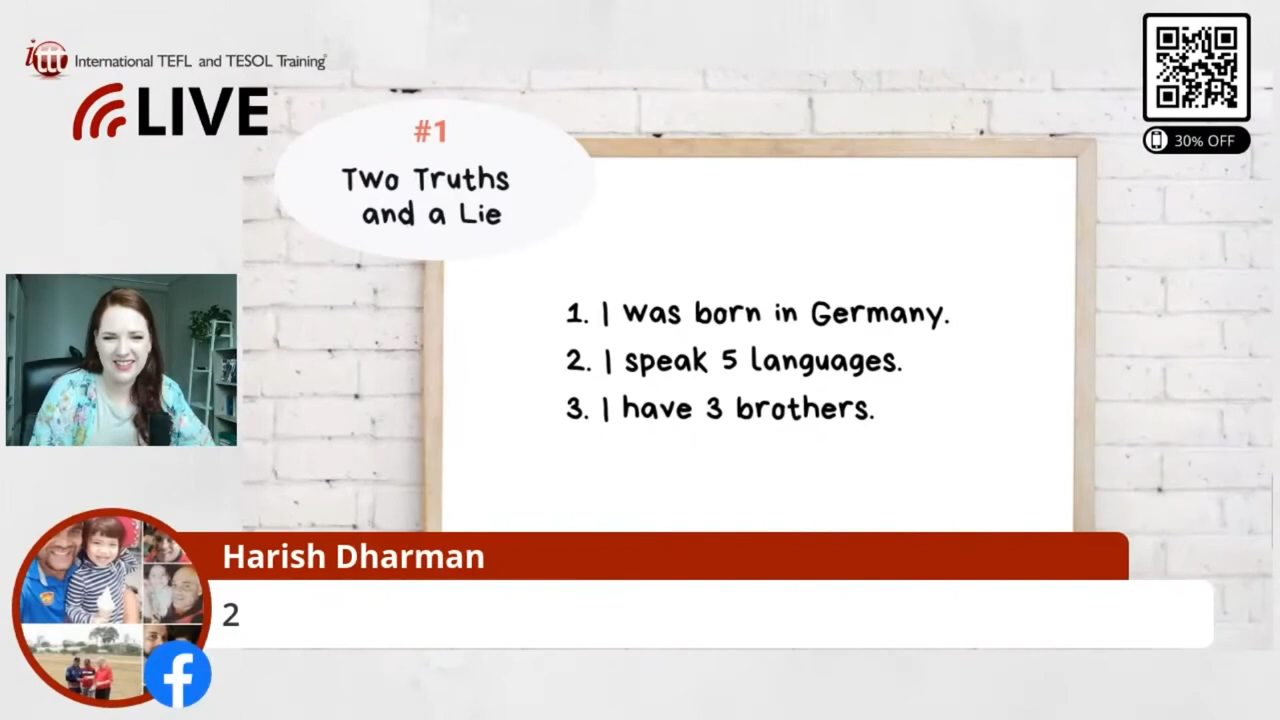 ittt International TEFL and TESOL Training
LIVE
30% OFF
#1
Two Truths
and a Lie
1. I was born in Germany.
2. I speak 5 languages.
3. I have 3 brothers.
Harish Dharman
2